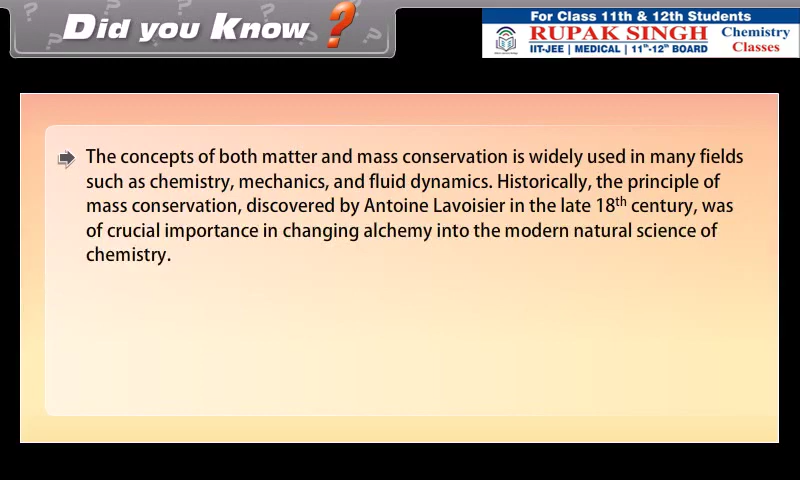 Did you Know ?
For Class 11th & 12th Students
RUPAK SINGH
IIT-JEE | MEDICAL | 11th-12th BOARD
Chemistry
Classes
The concepts of both matter and mass conservation is widely used in many fields
such as chemistry, mechanics, and fluid dynamics. Historically, the principle of
mass conservation, discovered by Antoine Lavoisier in the late 18th century, was
of crucial importance in changing alchemy into the modern natural science of
chemistry.